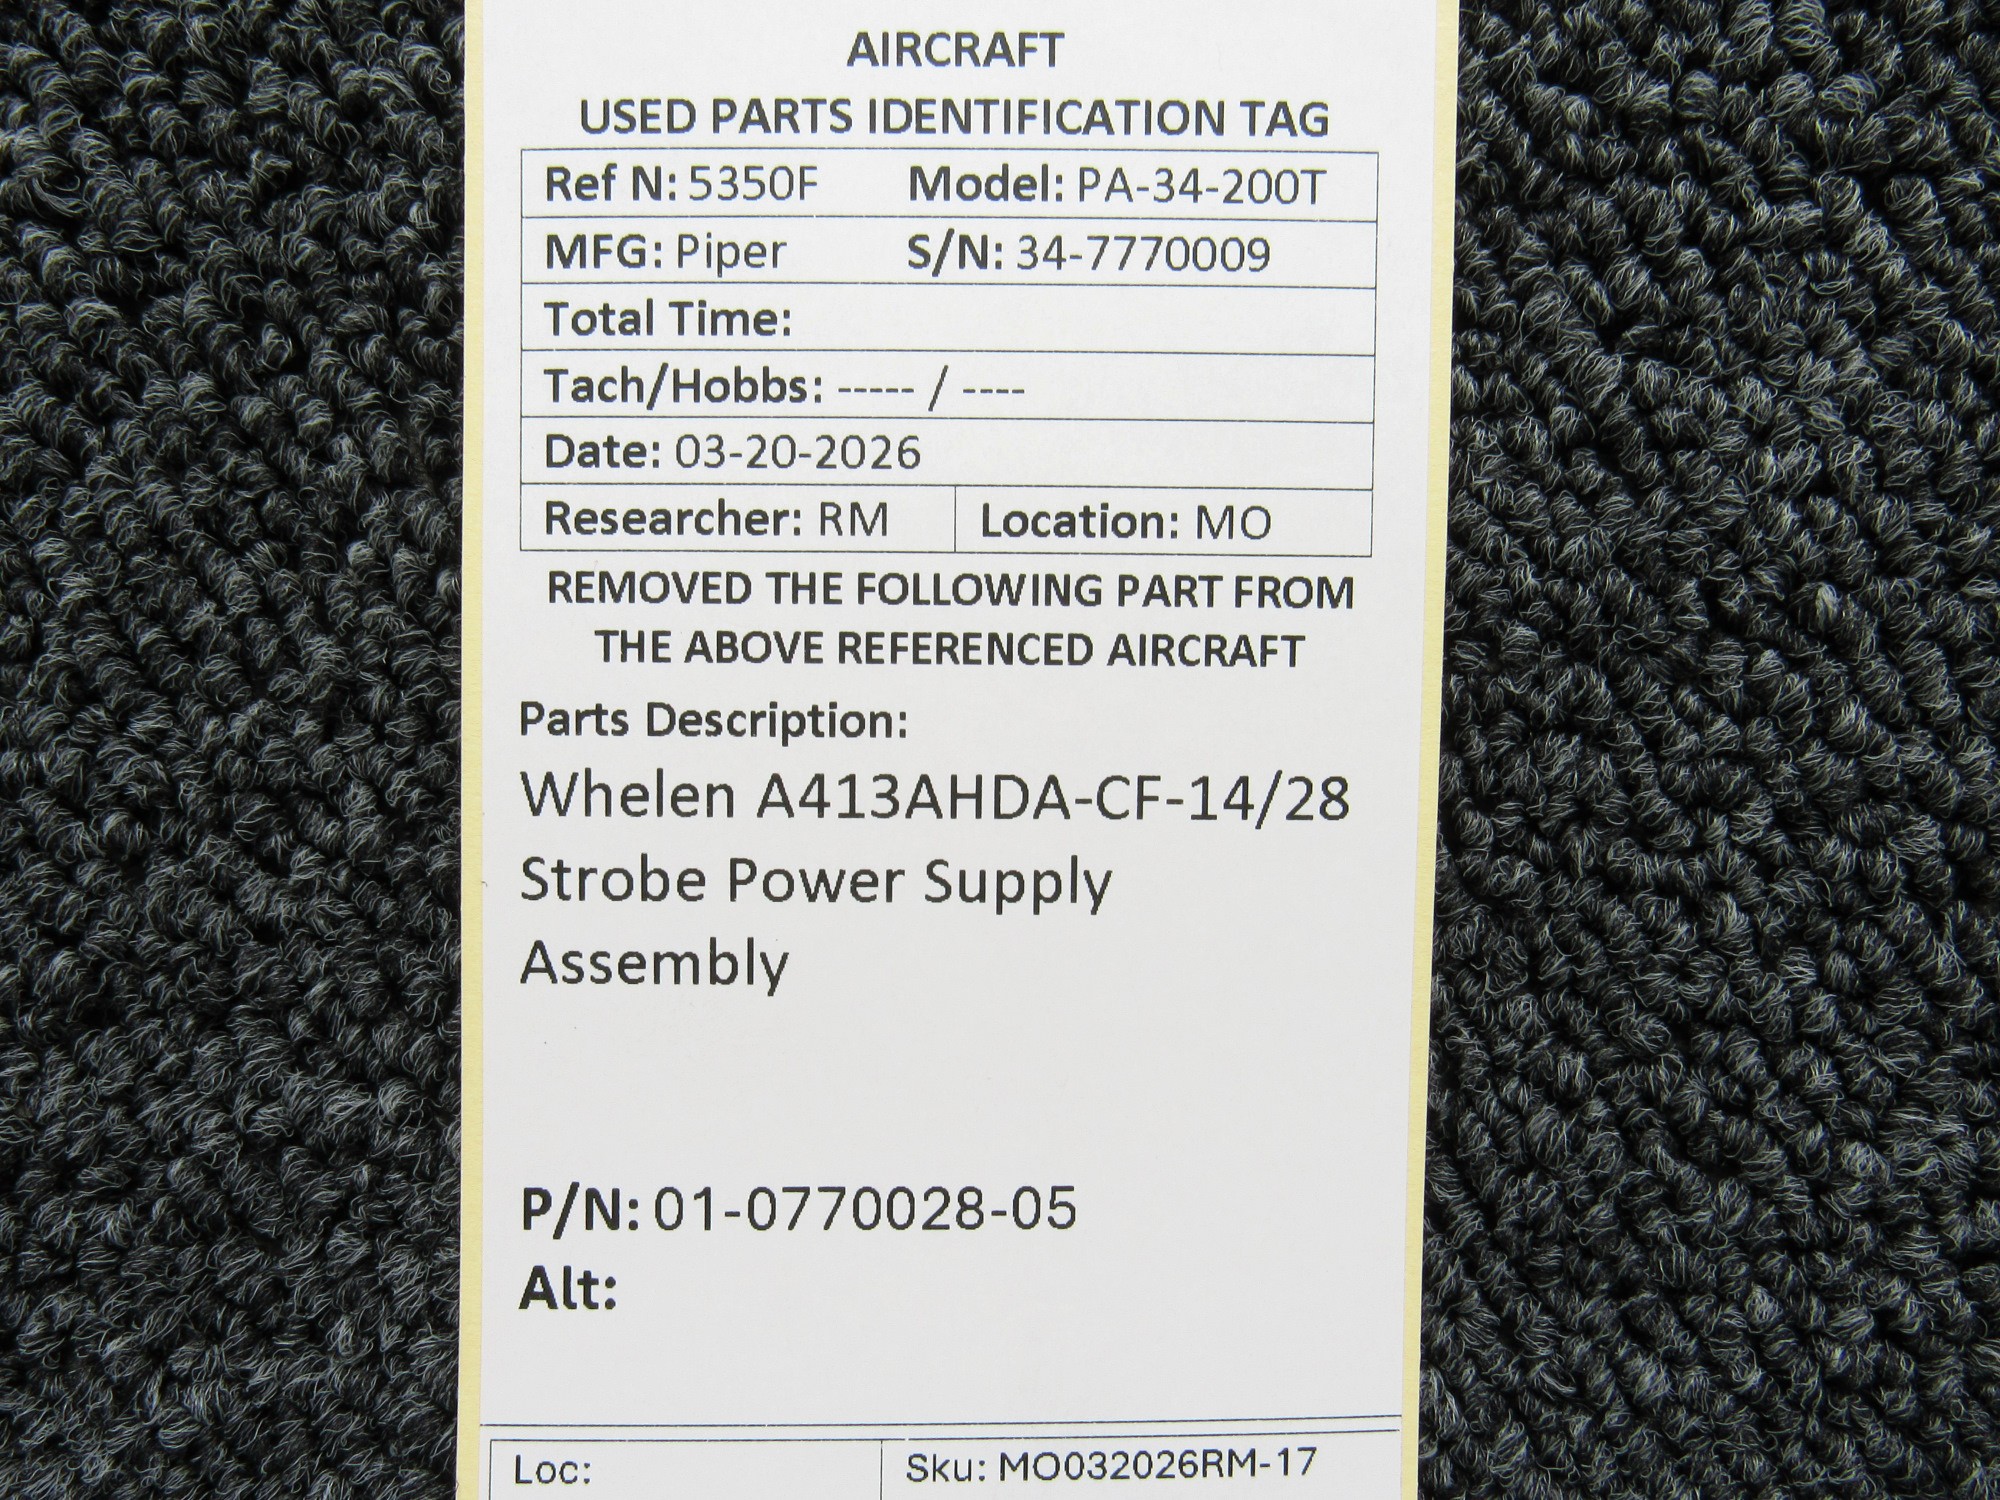 AIRCRAFT
USED PARTS IDENTIFICATION TAG
Ref N: 5350F Model: PA-34-200T
MFG: Piper S/N: 34-7770009
Total Time:
Tach/Hobbs: ----- / ----
Date: 03-20-2026
Researcher: RM Location: MO
REMOVED THE FOLLOWING PART FROM
THE ABOVE REFERENCED AIRCRAFT
Parts Description:
Whelen A413AHDA-CF-14/28
Strobe Power Supply
Assembly
P/N: 01-0770028-05
Alt:
Loc: Sku: MO032026RM-17